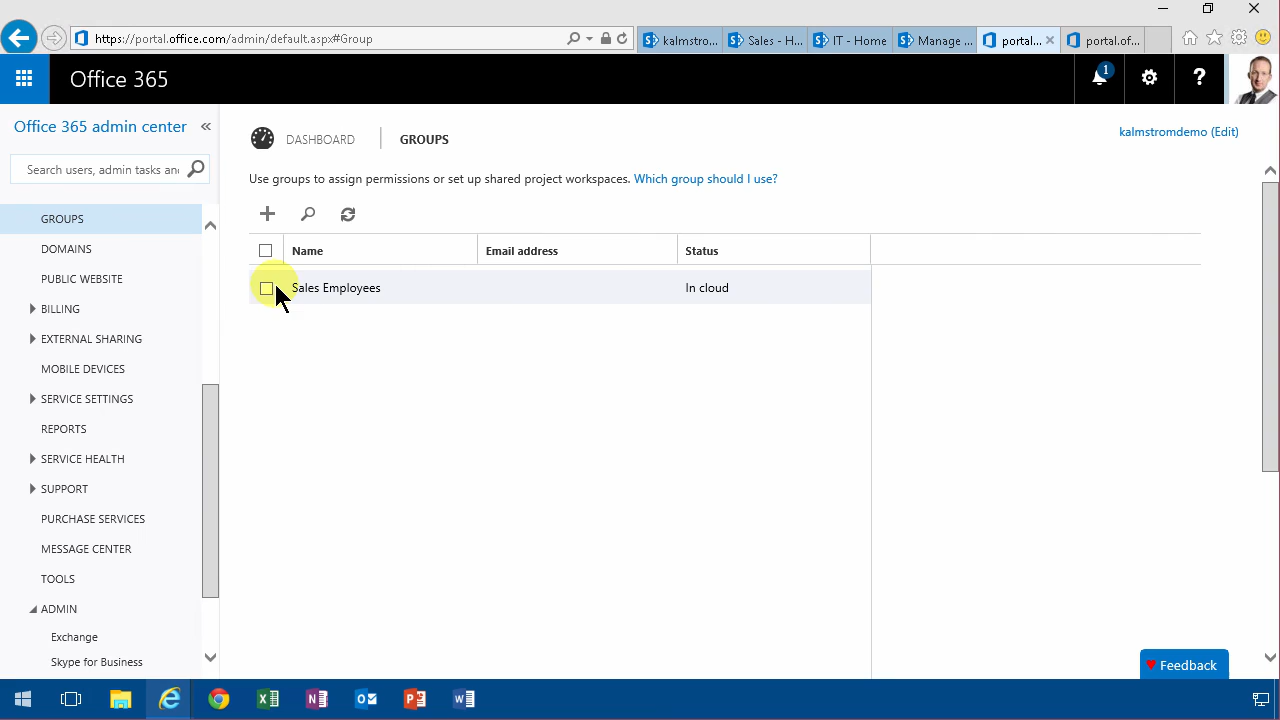 https://portal.office.com/admin/default.aspx#Group
kalmstro...
Sales - H...
IT - Home
Manage ...
portal...
portal.of...
Office 365
1
?
Office 365 admin center
«
DASHBOARD
GROUPS
kalmstromdemo (Edit)
Search users, admin tasks and
Use groups to assign permissions or set up shared project workspaces. Which group should I use?
GROUPS
DOMAINS
PUBLIC WEBSITE
BILLING
EXTERNAL SHARING
MOBILE DEVICES
SERVICE SETTINGS
REPORTS
SERVICE HEALTH
SUPPORT
PURCHASE SERVICES
MESSAGE CENTER
TOOLS
ADMIN
Exchange
Skype for Business
Name
Email address
Status
Sales Employees
In cloud
Feedback